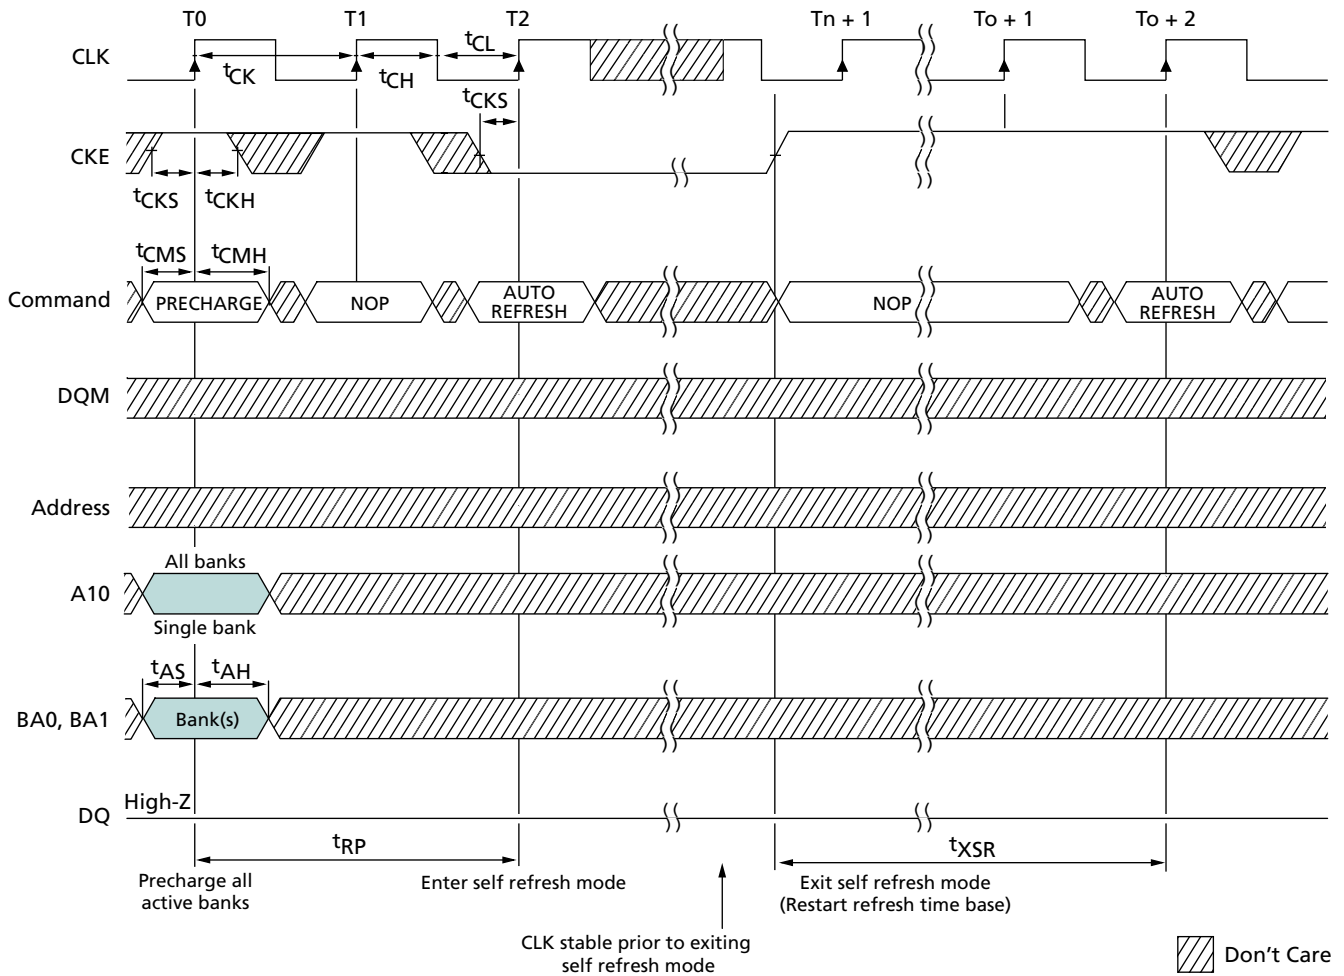 T0 T1 T2 Tn + 1 To + 1 To + 2
CLK
tCK tCH tCL
tCKS
CKE
tCKS tCKH
tCMS tCMH
Command PRECHARGE NOP AUTO REFRESH NOP AUTO REFRESH
DQM
Address
All banks
A10
Single bank
tAS tAH
BA0, BA1 Bank(s)
High-Z
DQ
tRP tXSR
Precharge all
active banks
Enter self refresh mode
Exit self refresh mode
(Restart refresh time base)
CLK stable prior to exiting
self refresh mode
Don't Care